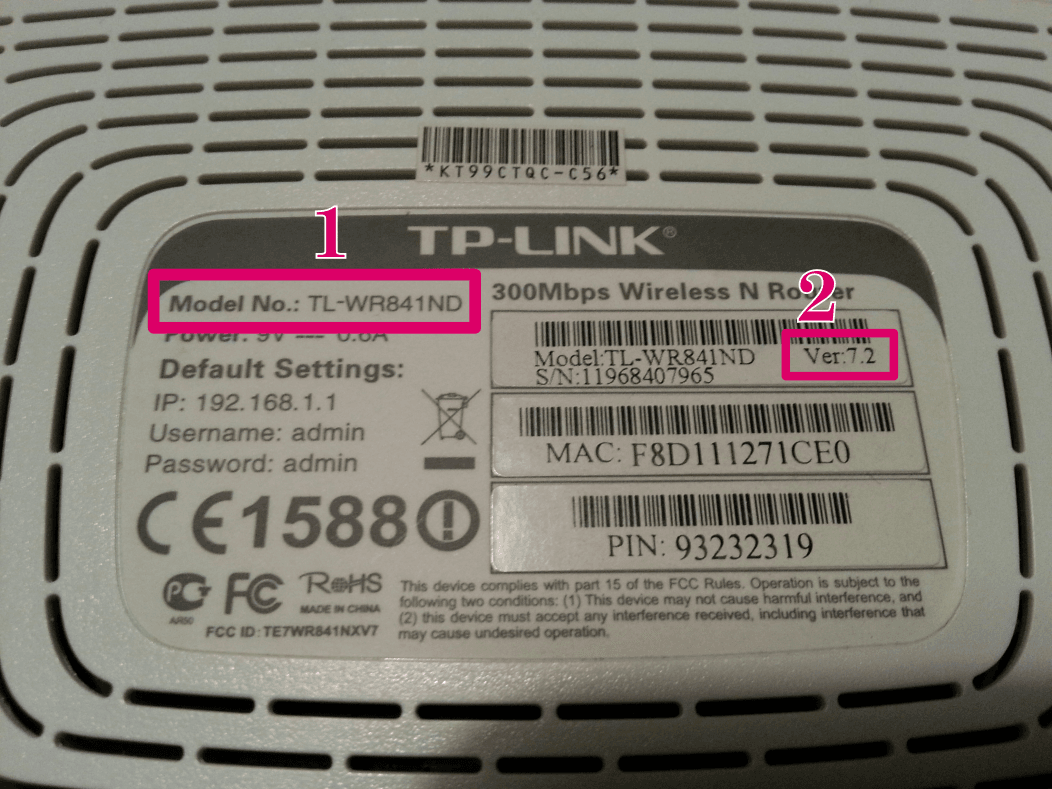 *KT99CTQC-C56*
1
TP-LINK®
Model No.: TL-WR841ND
300Mbps Wireless N Router
2
Power: 9V ⎓ 0.6A
Model:TL-WR841ND
Ver:7.2
S/N:11968407965
Default Settings:
IP: 192.168.1.1
Username: admin
Password: admin
MAC: F8D111271CE0
PIN: 93232319
CE1588
FC
RoHS
MADE IN CHINA
FCC ID: TE7WR841NXV7
This device complies with part 15 of the FCC Rules. Operation is subject to the
following two conditions: (1) This device may not cause harmful interference, and
(2) this device must accept any interference received, including interference that
may cause undesired operation.